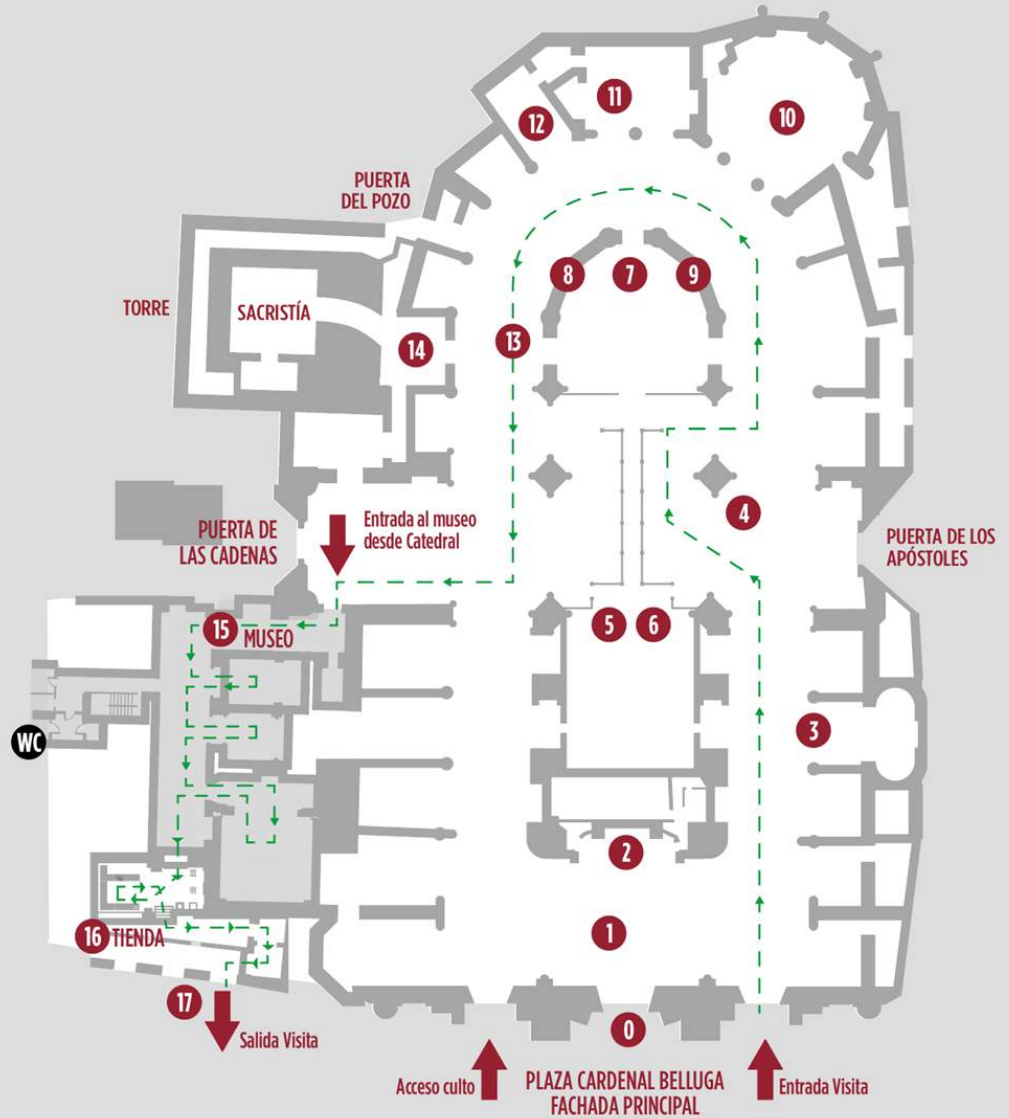 11
12
10
PUERTA
DEL POZO
8
7
9
TORRE
SACRISTÍA
14
13
4
PUERTA DE
LAS CADENAS
Entrada al museo
desde Catedral
PUERTA DE LOS
APÓSTOLES
15
MUSEO
5
6
WC
3
2
16
TIENDA
1
17
Salida Visita
0
Acceso culto
PLAZA CARDENAL BELLUGA
FACHADA PRINCIPAL
Entrada Visita